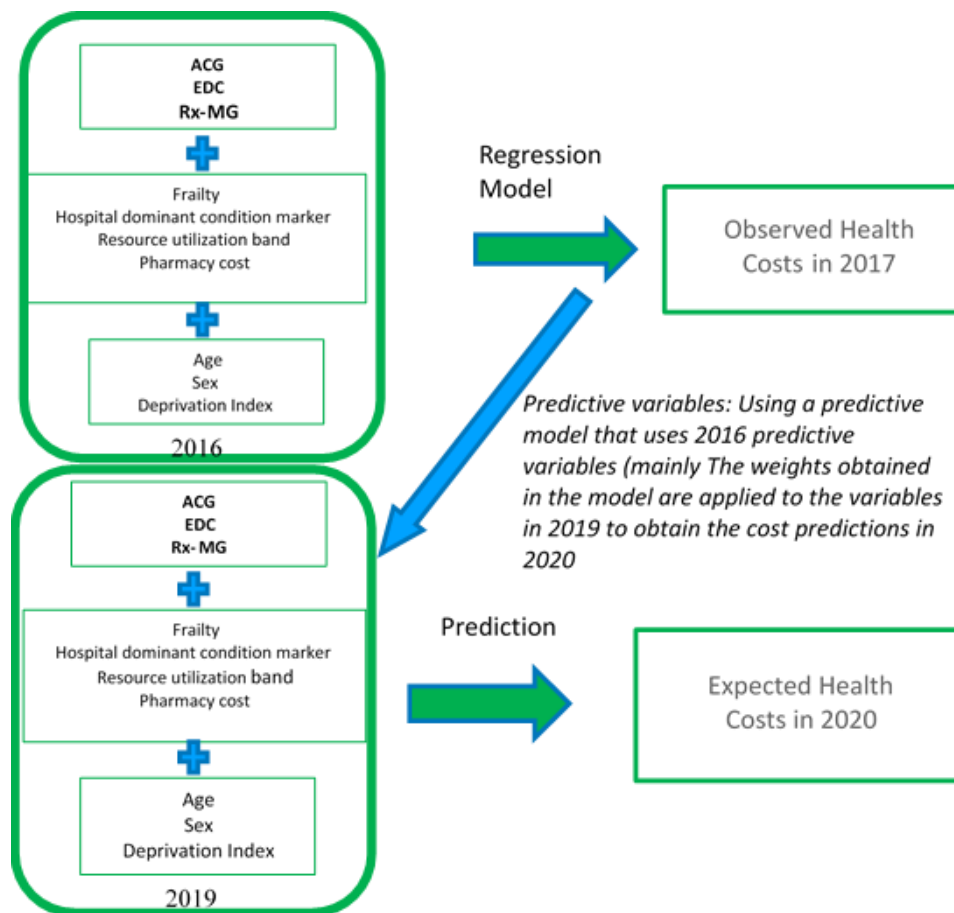 ACG
EDC
Rx-MG
Frailty
Hospital dominant condition marker
Resource utilization band
Pharmacy cost
Age
Sex
Deprivation Index
2016
Regression
Model
Observed Health
Costs in 2017
Predictive variables: Using a predictive
model that uses 2016 predictive
variables (mainly The weights obtained
in the model are applied to the variables
in 2019 to obtain the cost predictions in
2020
ACG
EDC
Rx-MG
Frailty
Hospital dominant condition marker
Resource utilization band
Pharmacy cost
Age
Sex
Deprivation Index
2019
Prediction
Expected Health
Costs in 2020